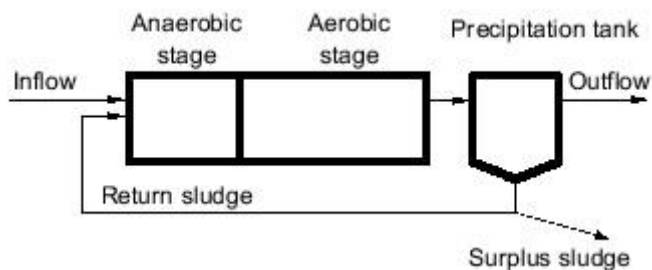 Anaerobic
stage
Aerobic
stage
Precipitation tank
Inflow
Outflow
Return sludge
Surplus sludge